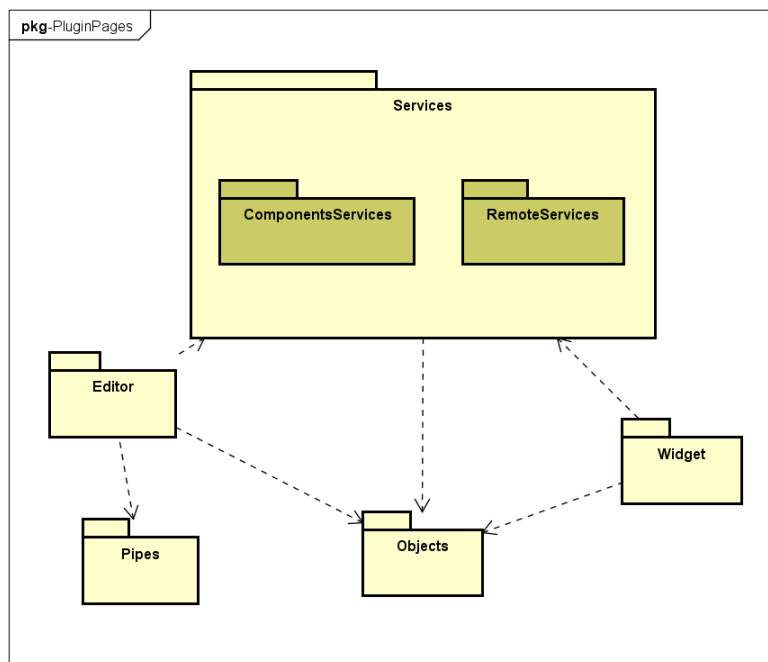 pkg-PluginPages
Services
ComponentsServices
RemoteServices
Editor
Widget
Pipes
Objects